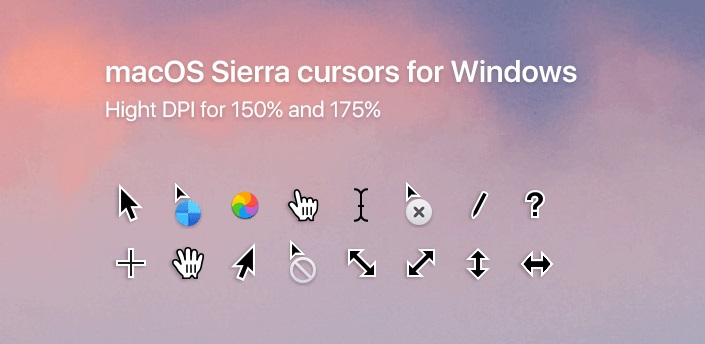 macOS Sierra cursors for Windows
Hight DPI for 150% and 175%
?